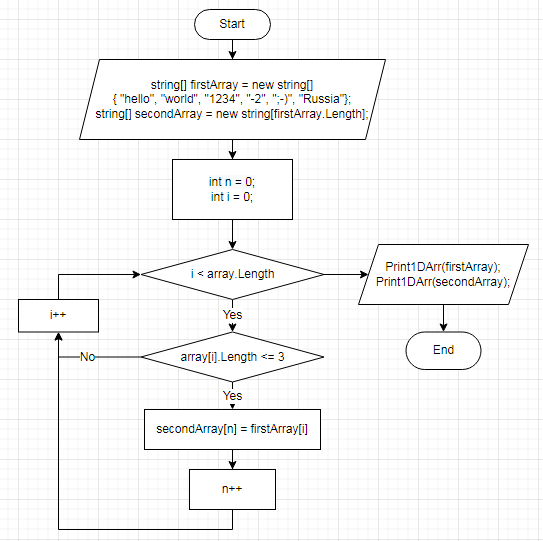 Start
string[] firstArray = new string[]
{ "hello", "world", "1234", "-2", ";-)", "Russia"};
string[] secondArray = new string[firstArray.Length];
int n = 0;
int i = 0;
i < array.Length
Print1DArr(firstArray);
Print1DArr(secondArray);
i++
Yes
End
No
array[i].Length <= 3
Yes
secondArray[n] = firstArray[i]
n++